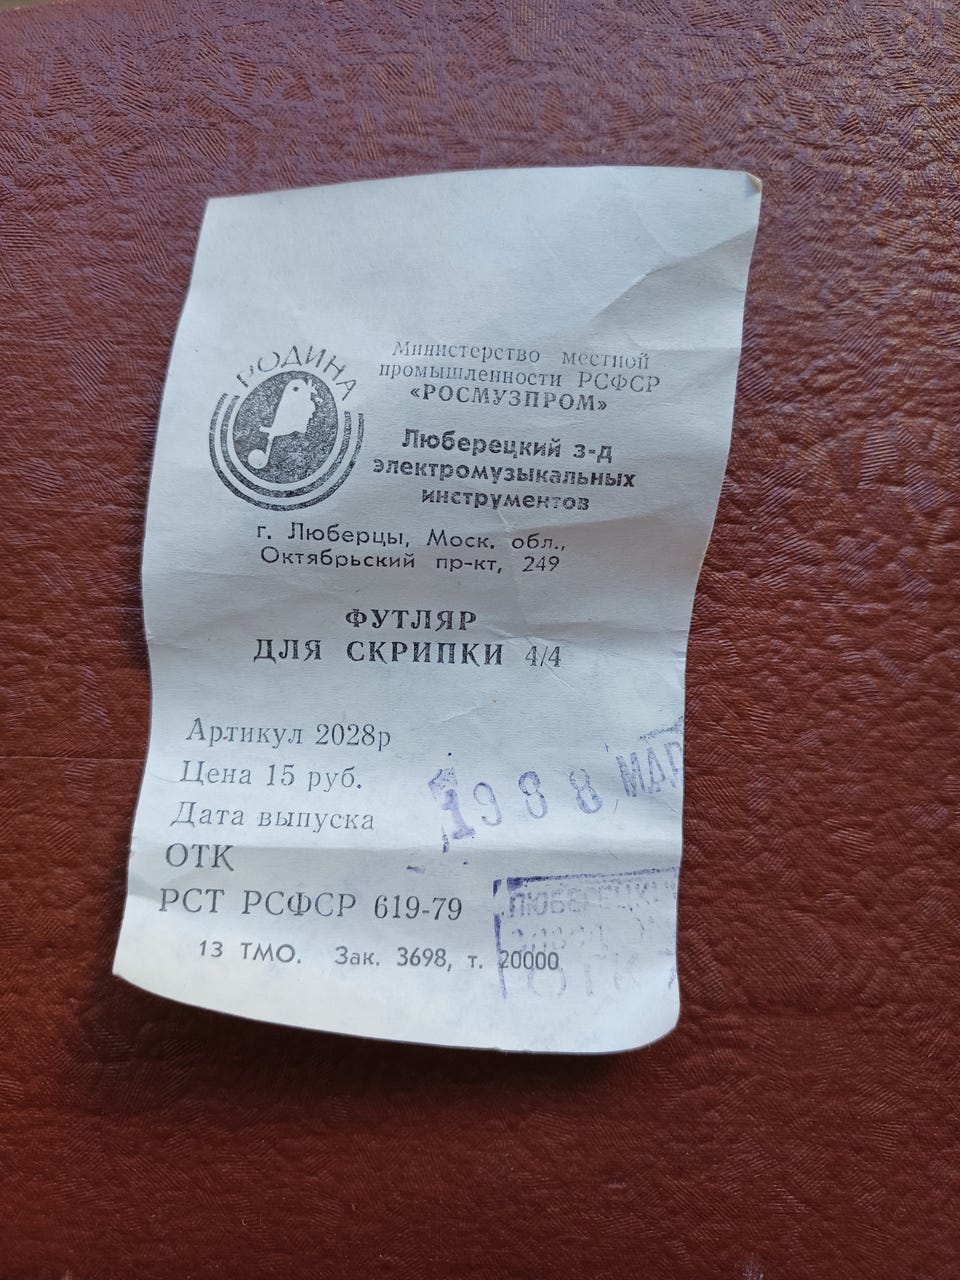 РОДИНА
Министерство местной
промышленности РСФСР
«РОСМУЗПРОМ»
Люберецкий з-д
электромузыкальных
инструментов
г. Люберцы, Моск. обл.,
Октябрьский пр-кт, 249
ФУТЛЯР
ДЛЯ СКРИПКИ 4/4
Артикул 2028р
Цена 15 руб.
Дата выпуска
1988 МАР
ОТК
РСТ РСФСР 619-79
13 ТМО. Зак. 3698, т. 20000